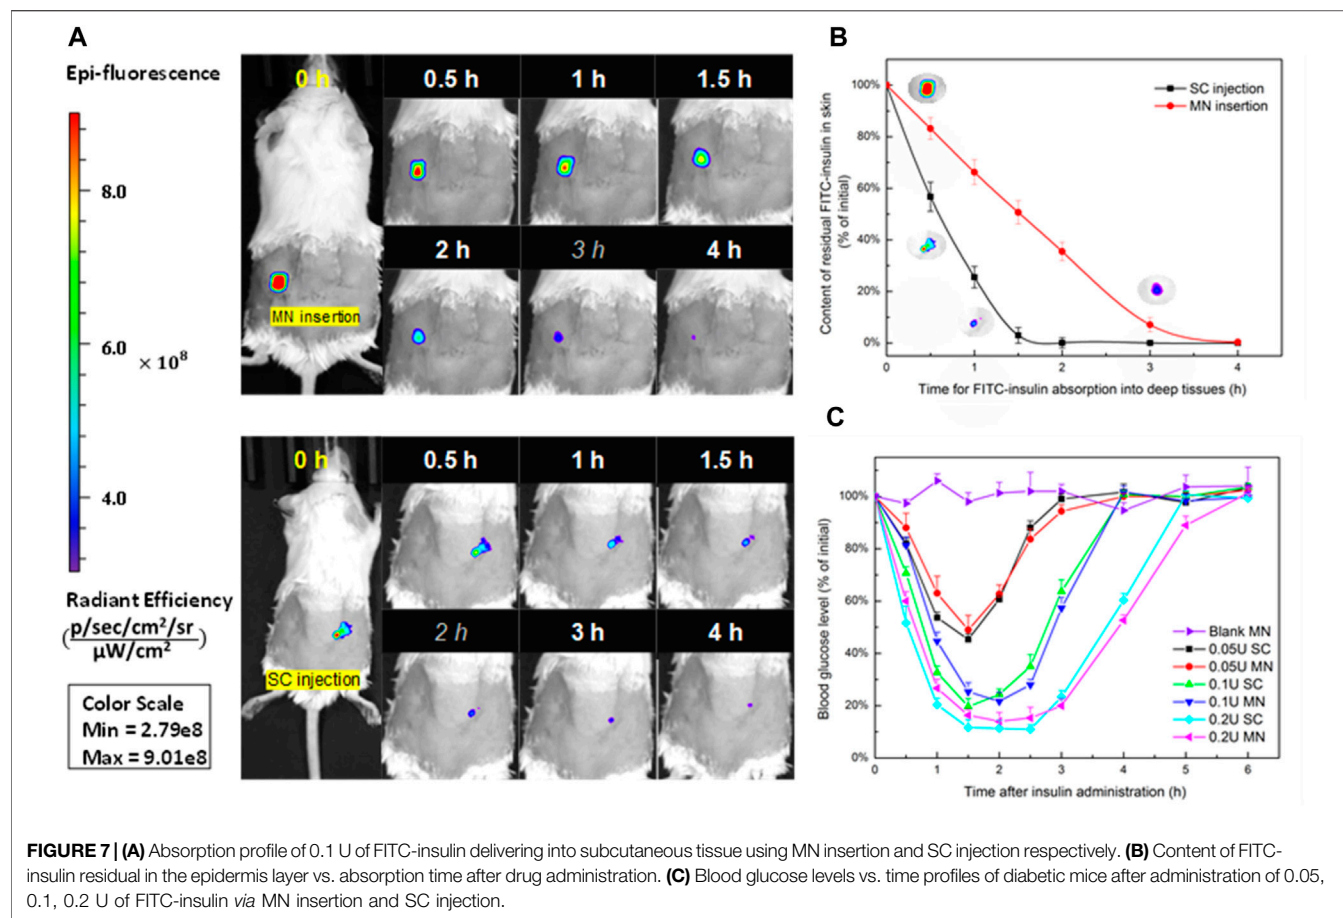 A
Epi-fluorescence
8.0
6.0
× 10⁸
4.0
Radiant Efficiency
(p/sec/cm²/sr
μW/cm²)
Color Scale
Min = 2.79e8
Max = 9.01e8
0 h
0.5 h
1 h
1.5 h
2 h
3 h
4 h
MN insertion
0 h
0.5 h
1 h
1.5 h
2 h
3 h
4 h
SC injection
B
Content of residual FITC-insulin in skin
(% of initial)
100%
80%
60%
40%
20%
0%
SC injection
MN insertion
0
1
2
3
4
Time for FITC-insulin absorption into deep tissues (h)
C
Blood glucose level (% of initial)
100%
80%
60%
40%
20%
0%
Blank MN
0.05U SC
0.05U MN
0.1U SC
0.1U MN
0.2U SC
0.2U MN
0
1
2
3
4
5
6
Time after insulin administration (h)
FIGURE 7 | (A) Absorption profile of 0.1 U of FITC-insulin delivering into subcutaneous tissue using MN insertion and SC injection respectively. (B) Content of FITC-
insulin residual in the epidermis layer vs. absorption time after drug administration. (C) Blood glucose levels vs. time profiles of diabetic mice after administration of 0.05,
0.1, 0.2 U of FITC-insulin via MN insertion and SC injection.